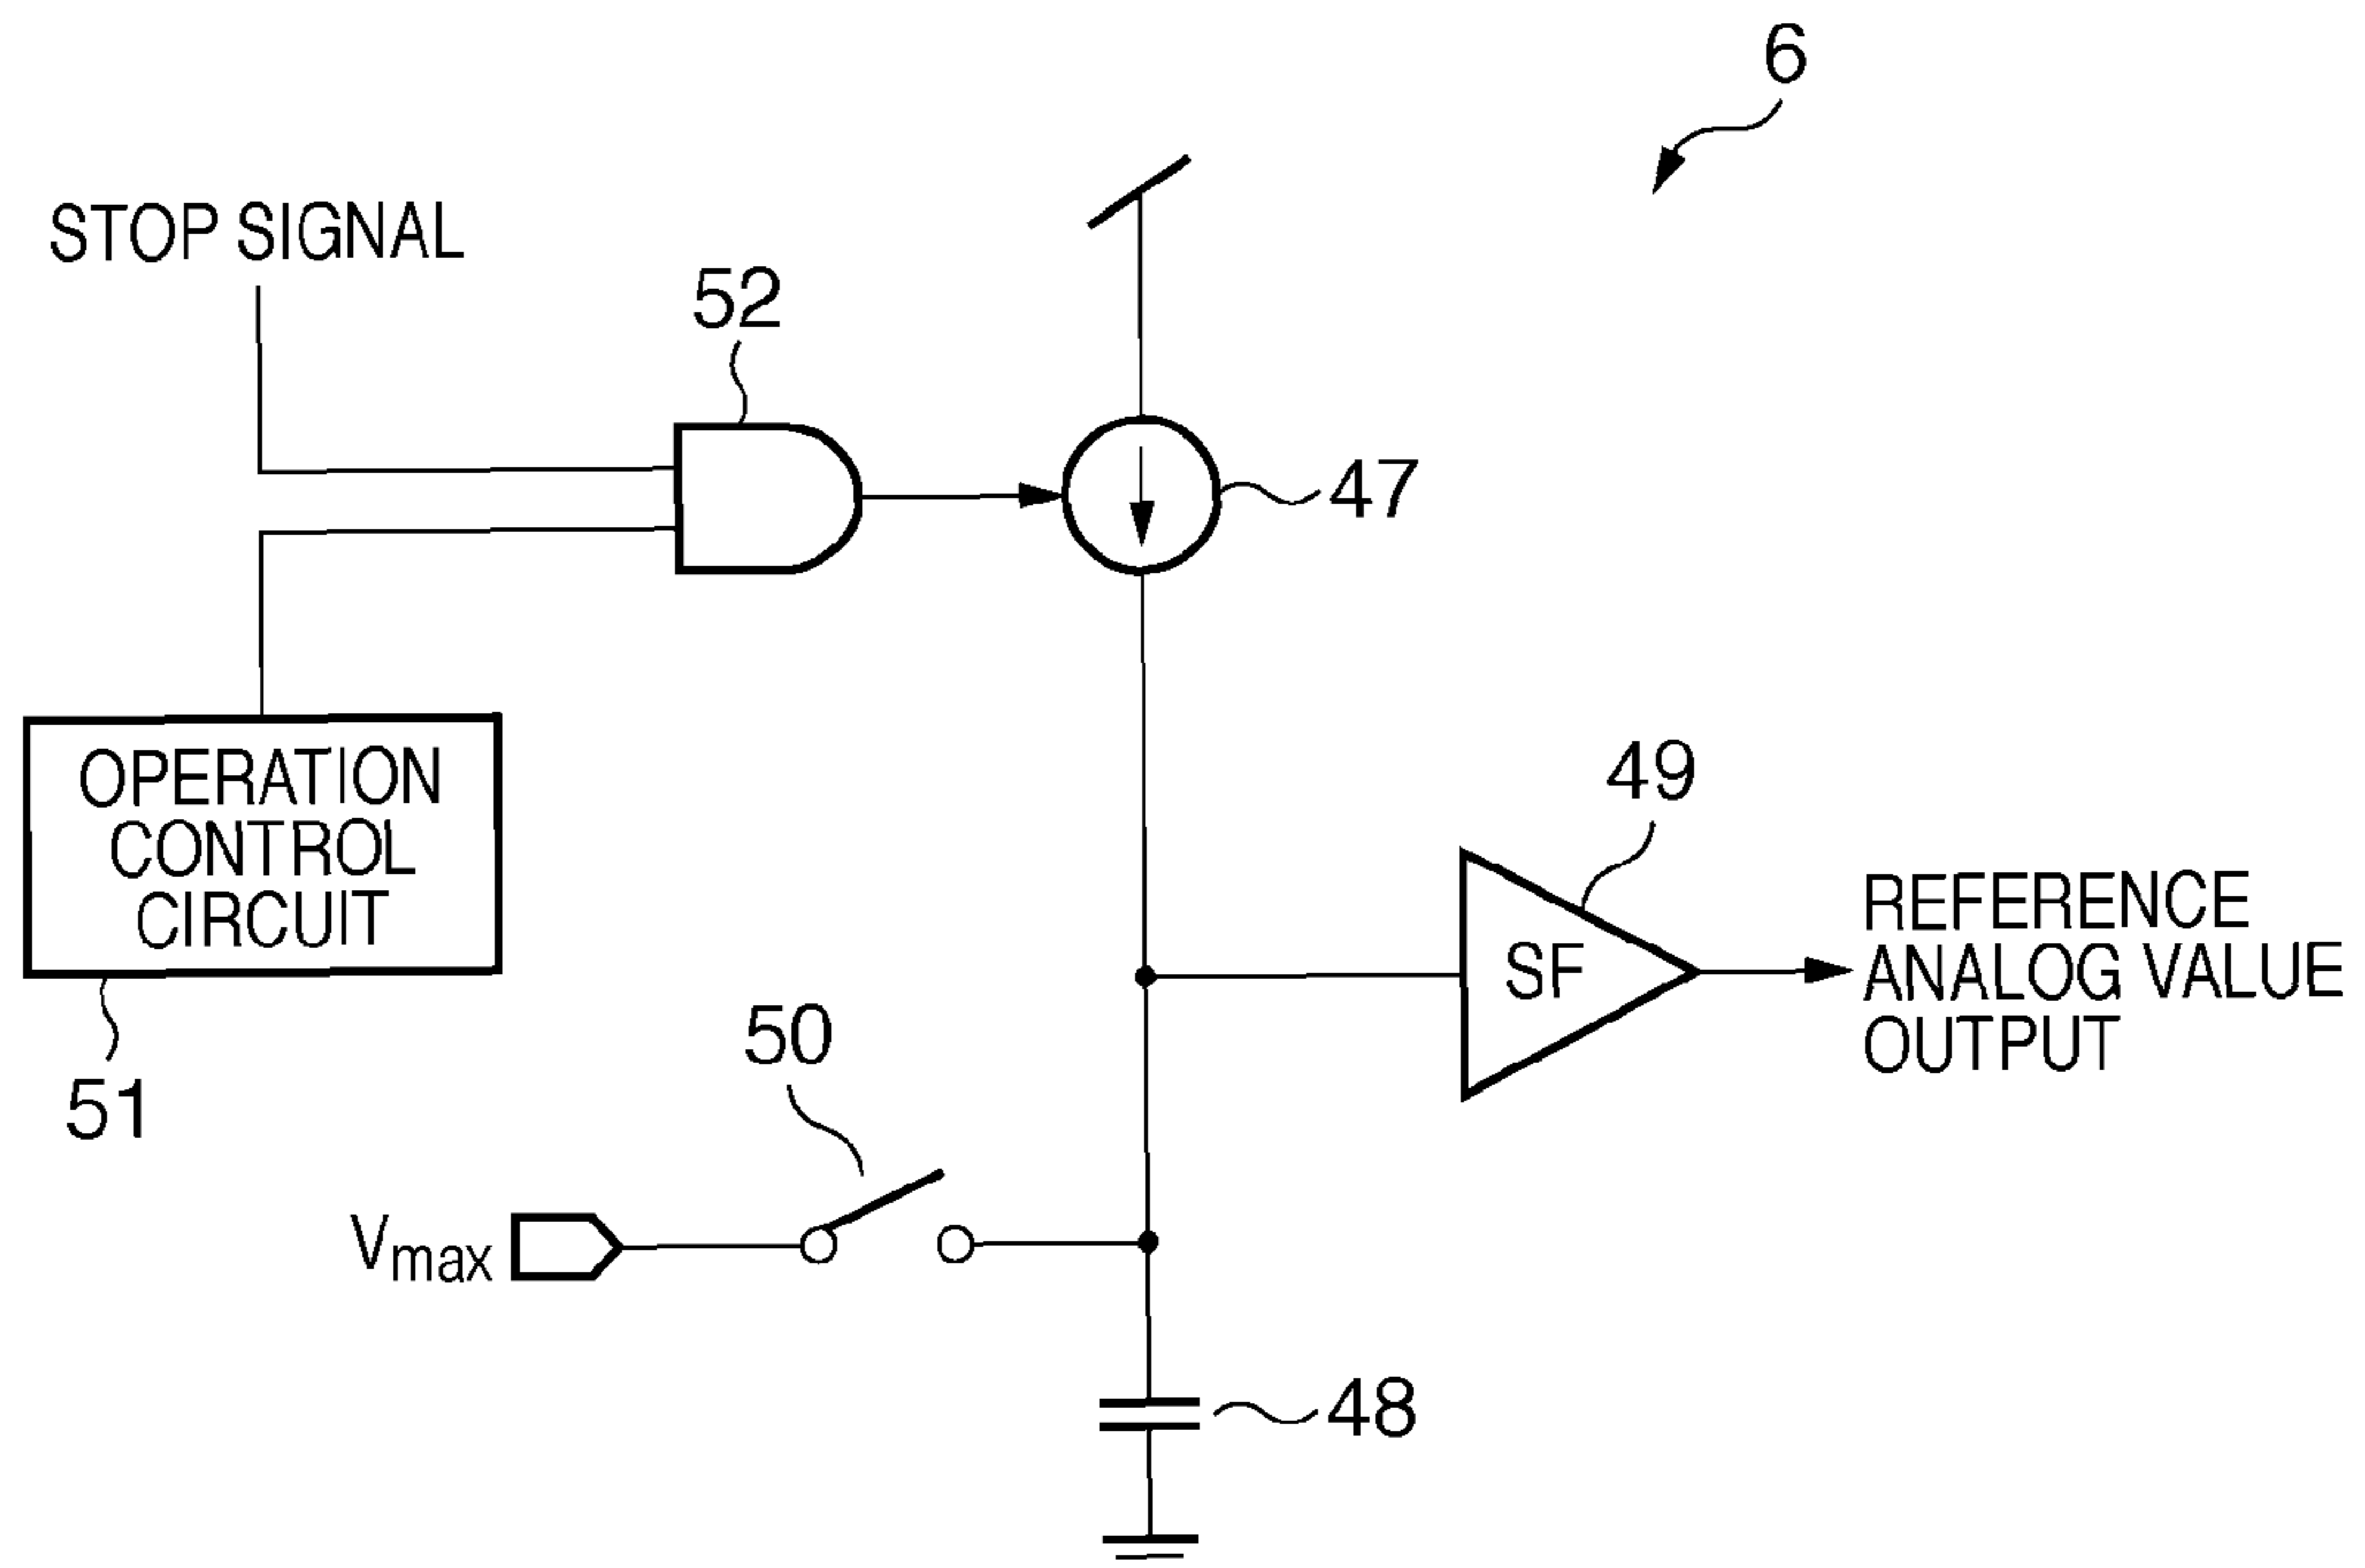 6
STOP SIGNAL
52
47
OPERATION
CONTROL
CIRCUIT
51
49
SF
REFERENCE
ANALOG VALUE
OUTPUT
50
Vmax
48